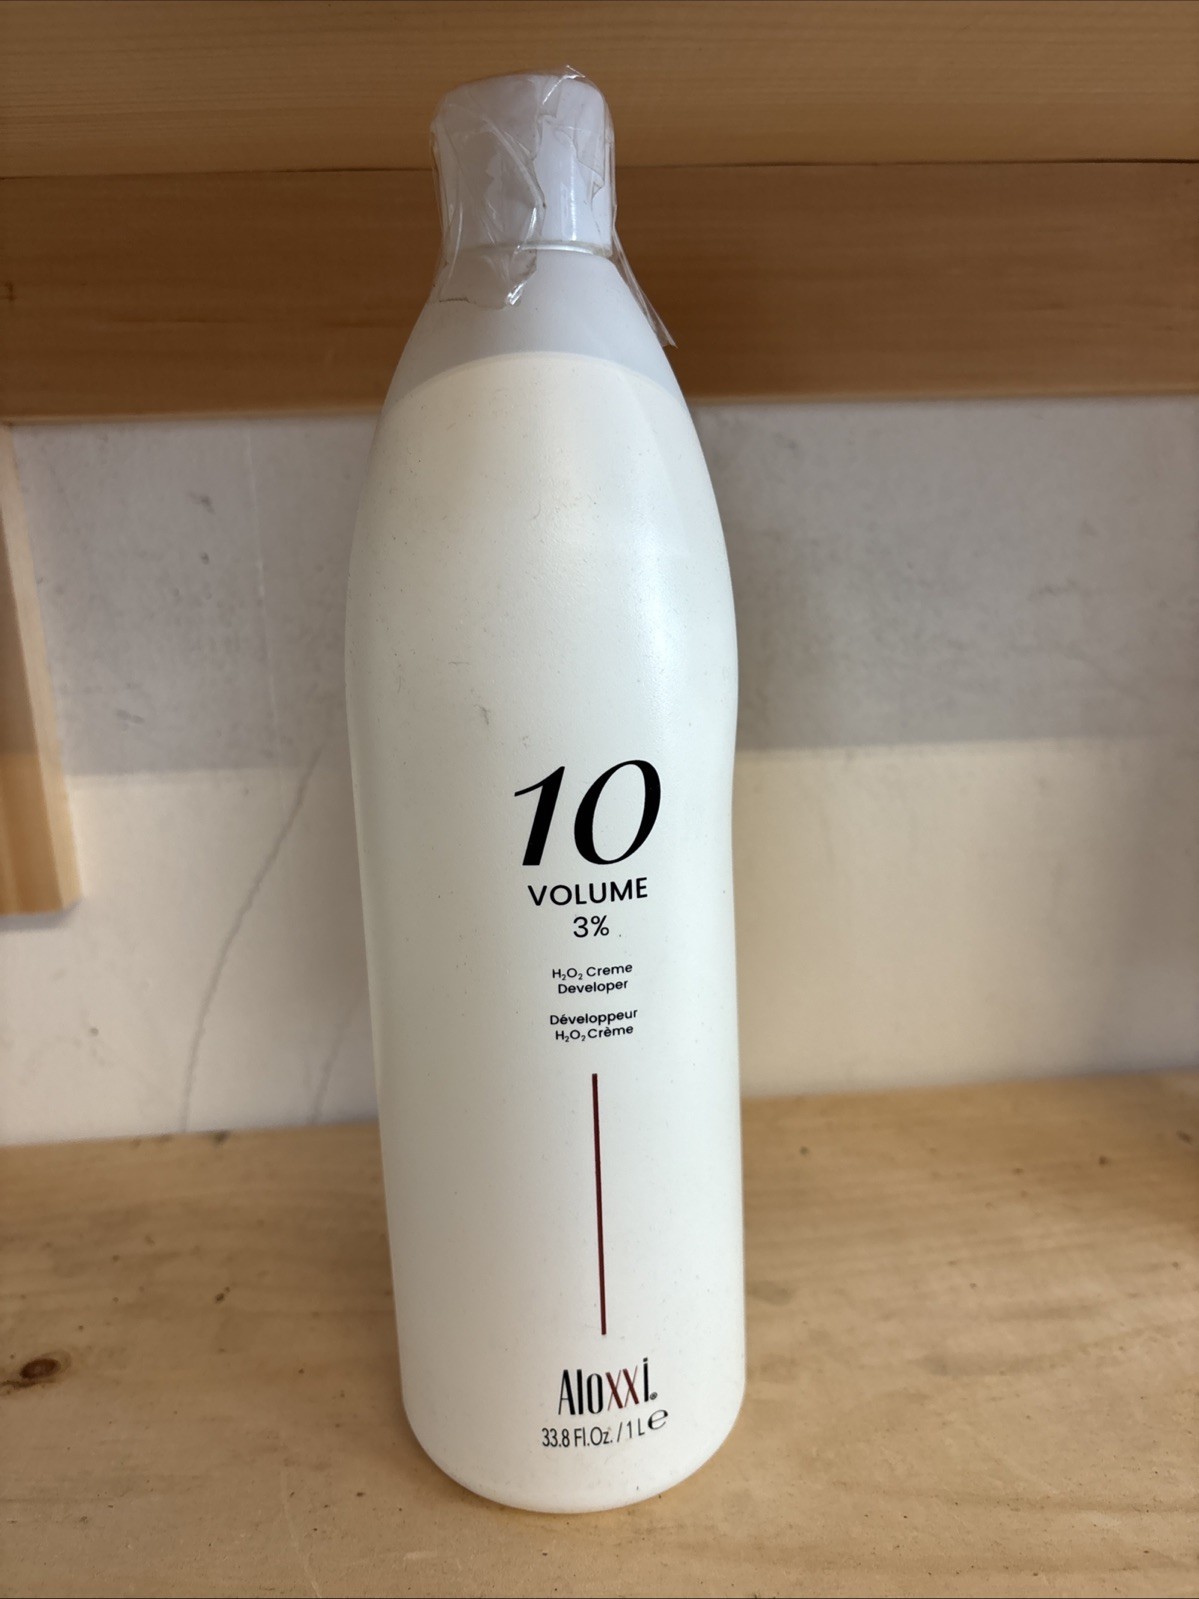 10
VOLUME
3%
H₂O₂ Creme
Developer
Développeur
H₂O₂ Crème
Aloxxi®
33.8 Fl.Oz. / 1 L ℮